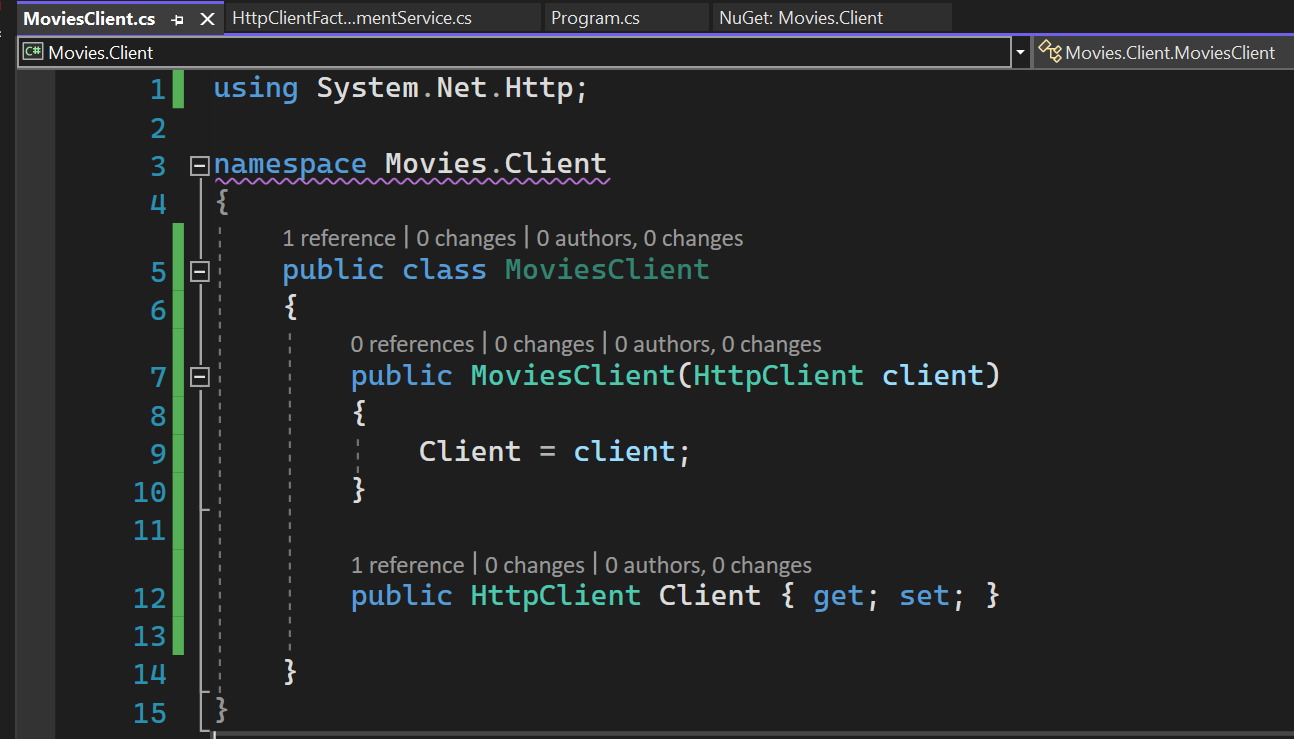 MoviesClient.cs HttpClientFact...mentService.cs Program.cs NuGet: Movies.Client
C# Movies.Client Movies.Client.MoviesClient
1 using System.Net.Http;
2
3 namespace Movies.Client
4 {
1 reference | 0 changes | 0 authors, 0 changes
5 public class MoviesClient
6 {
0 references | 0 changes | 0 authors, 0 changes
7 public MoviesClient(HttpClient client)
8 {
9 Client = client;
10 }
11
1 reference | 0 changes | 0 authors, 0 changes
12 public HttpClient Client { get; set; }
13
14 }
15 }